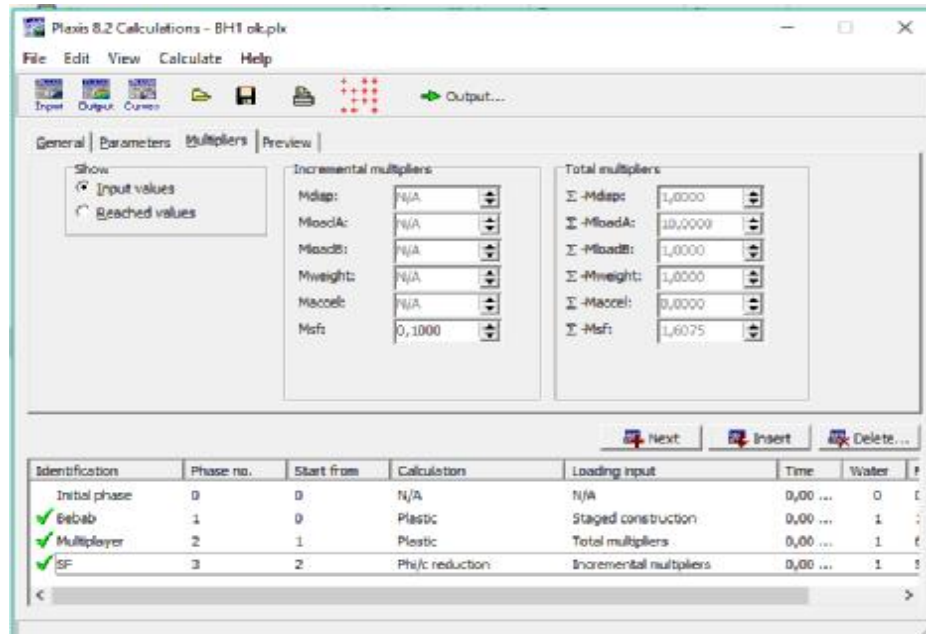 Plaxis 8.2 Calculations - BH1 ok.plx
File Edit View Calculate Help
Input Output Curves Output...
General Parameters Multipliers Preview
Show
Input values
Reached values
Incremental multipliers
Mdisp: N/A
MloadA: N/A
MloadB: N/A
Mweight: N/A
Maccel: N/A
Msf: 0,1000
Total multipliers
Σ -Mdisp: 1,0000
Σ -MloadA: 10,0000
Σ -MloadB: 1,0000
Σ -Mweight: 1,0000
Σ -Maccel: 0,0000
Σ -Msf: 1,6075
Next Insert Delete...
Identification Phase no. Start from Calculation Loading input Time Water
Initial phase 0 0 N/A N/A 0,00 ... 0
Bebab 1 0 Plastic Staged construction 0,00 ... 1
Multiplayer 2 1 Plastic Total multipliers 0,00 ... 1
SF 3 2 Phi/c reduction Incremental multipliers 0,00 ... 1